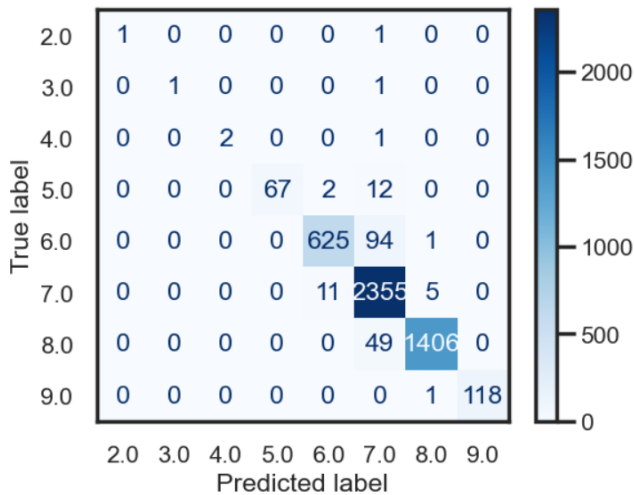 2.0 1 0 0 0 0 1 0 0
3.0 0 1 0 0 0 1 0 0
4.0 0 0 2 0 0 1 0 0
5.0 0 0 0 67 2 12 0 0
6.0 0 0 0 0 625 94 1 0
7.0 0 0 0 0 11 2355 5 0
8.0 0 0 0 0 0 49 1406 0
9.0 0 0 0 0 0 0 1 118
2.0 3.0 4.0 5.0 6.0 7.0 8.0 9.0
Predicted label
True label
2000
1500
1000
500
0